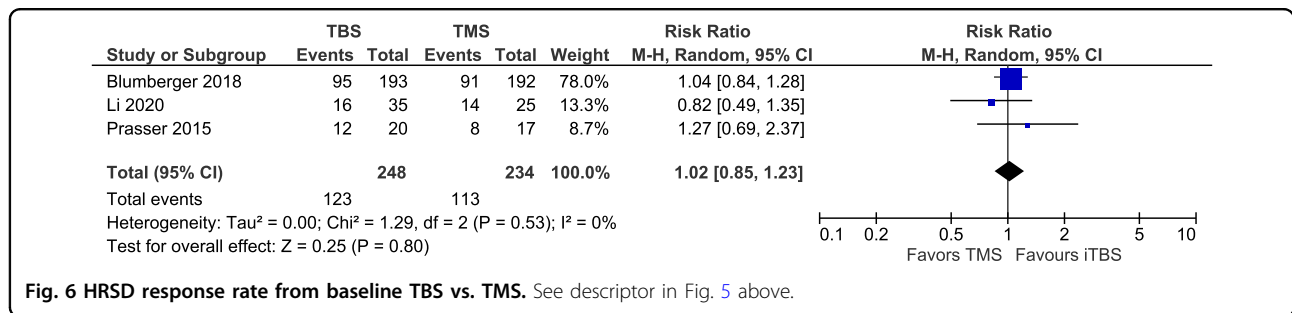 TBS TMS Risk Ratio Risk Ratio
Study or Subgroup Events Total Events Total Weight M-H, Random, 95% CI M-H, Random, 95% CI
Blumberger 2018 95 193 91 192 78.0% 1.04 [0.84, 1.28]
Li 2020 16 35 14 25 13.3% 0.82 [0.49, 1.35]
Prasser 2015 12 20 8 17 8.7% 1.27 [0.69, 2.37]
Total (95% CI) 248 234 100.0% 1.02 [0.85, 1.23]
Total events 123 113
Heterogeneity: Tau² = 0.00; Chi² = 1.29, df = 2 (P = 0.53); I² = 0%
Test for overall effect: Z = 0.25 (P = 0.80)
0.1 0.2 0.5 1 2 5 10
Favors TMS Favours iTBS
Fig. 6 HRSD response rate from baseline TBS vs. TMS. See descriptor in Fig. 5 above.